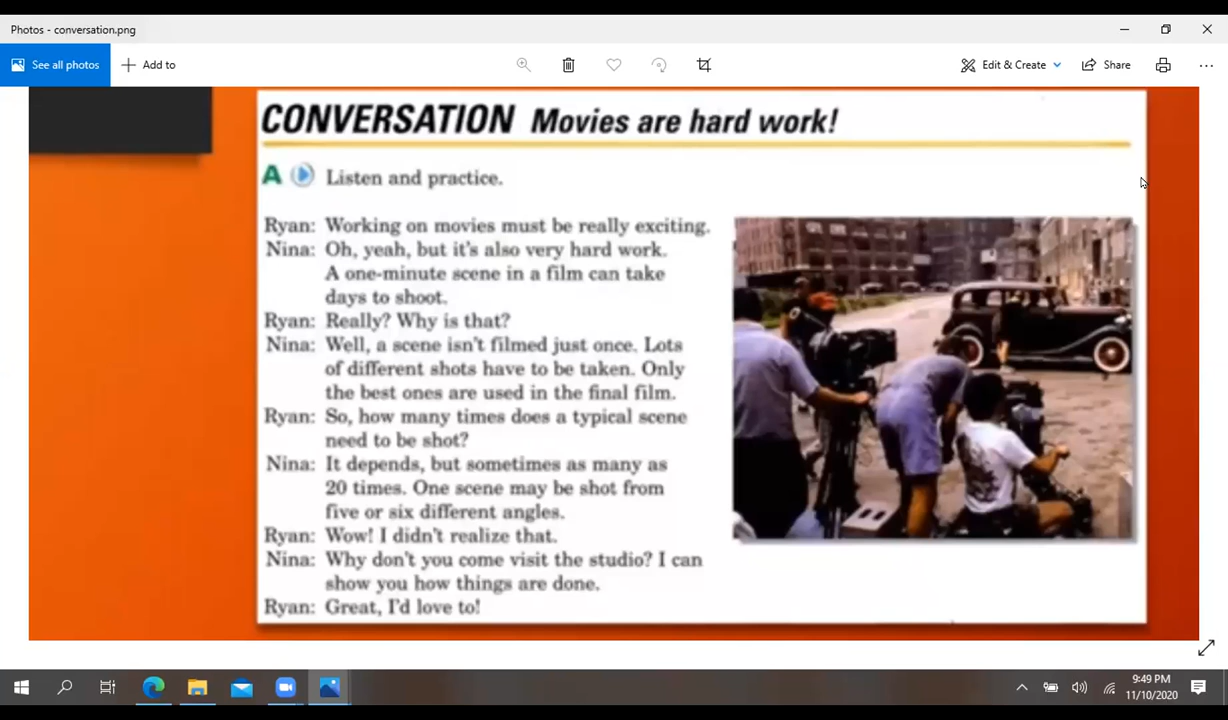 Photos - conversation.png
See all photos
Add to
Edit & Create
Share
CONVERSATION Movies are hard work!
A Listen and practice.
Ryan: Working on movies must be really exciting.
Nina: Oh, yeah, but it's also very hard work.
A one-minute scene in a film can take
days to shoot.
Ryan: Really? Why is that?
Nina: Well, a scene isn't filmed just once. Lots
of different shots have to be taken. Only
the best ones are used in the final film.
Ryan: So, how many times does a typical scene
need to be shot?
Nina: It depends, but sometimes as many as
20 times. One scene may be shot from
five or six different angles.
Ryan: Wow! I didn't realize that.
Nina: Why don't you come visit the studio? I can
show you how things are done.
Ryan: Great, I'd love to!
9:49 PM
11/10/2020